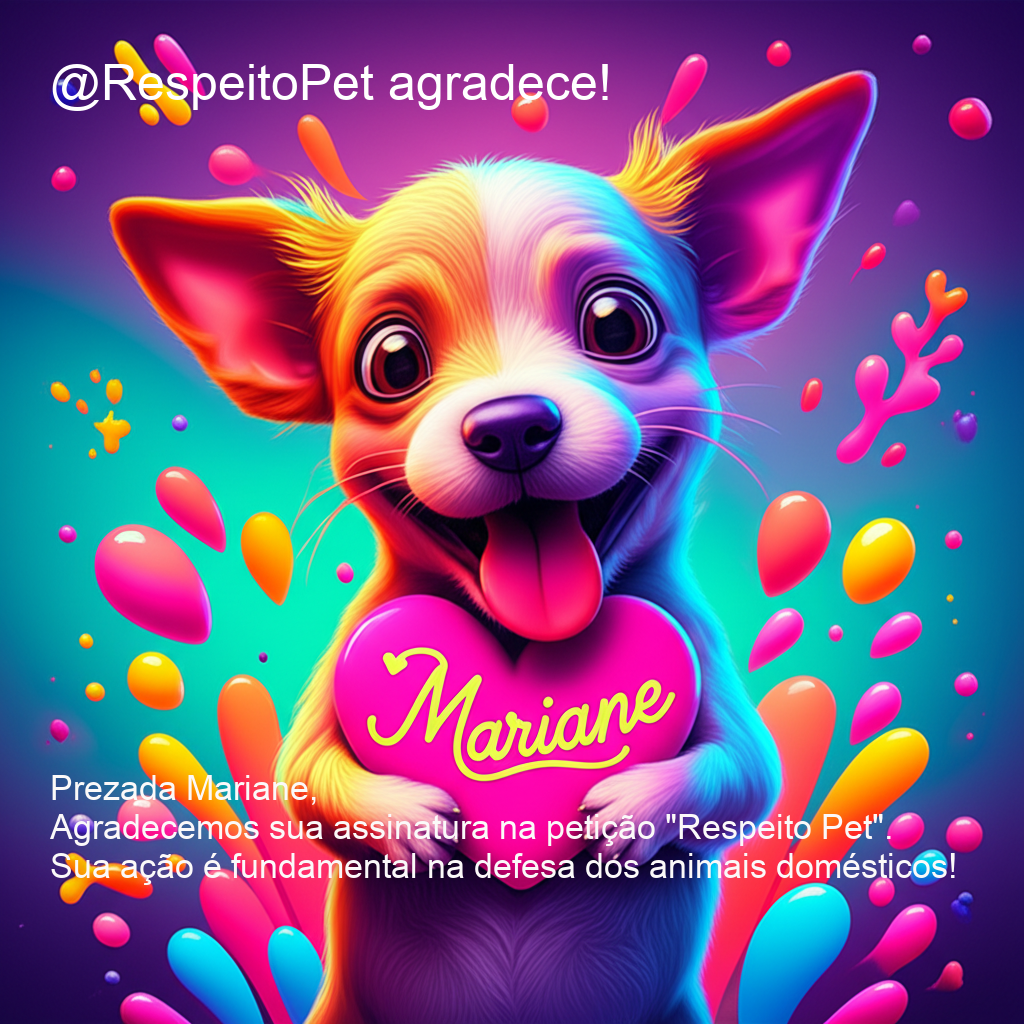 @RespeitoPet agradece!
Mariane
Prezada Mariane,
Agradecemos sua assinatura na petição "Respeito Pet".
Sua ação é fundamental na defesa dos animais domésticos!